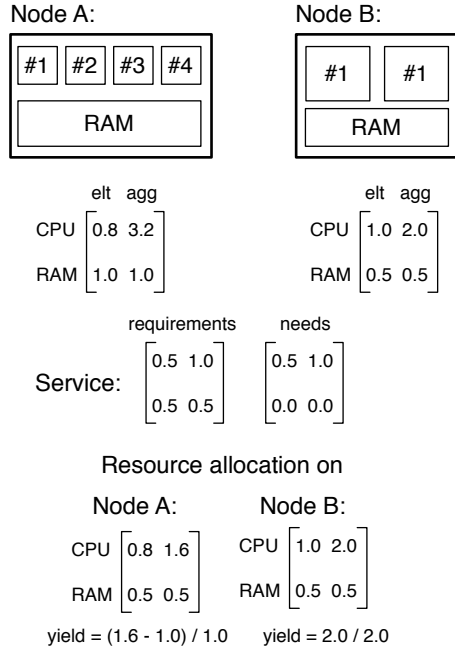 Node A: Node B:
#1 #2 #3 #4 #1 #1
RAM RAM
elt agg elt agg
CPU 0.8 3.2 CPU 1.0 2.0
RAM 1.0 1.0 RAM 0.5 0.5
requirements needs
0.5 1.0 0.5 1.0
Service:
0.5 0.5 0.0 0.0
Resource allocation on
Node A: Node B:
CPU 0.8 1.6 CPU 1.0 2.0
RAM 0.5 0.5 RAM 0.5 0.5
yield = (1.6 - 1.0) / 1.0 yield = 2.0 / 2.0